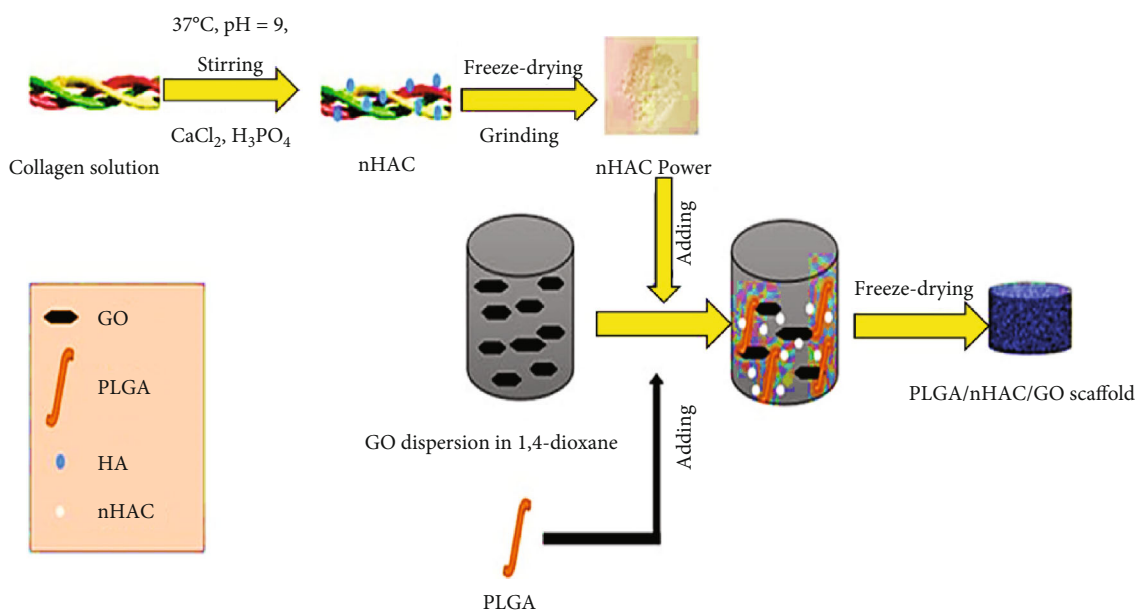 37°C, pH = 9,
Stirring
CaCl₂, H₃PO₄
Collagen solution
nHAC
Freeze-drying
Grinding
nHAC Power
Adding
GO
PLGA
HA
nHAC
GO dispersion in 1,4-dioxane
Adding
PLGA
Freeze-drying
PLGA/nHAC/GO scaffold